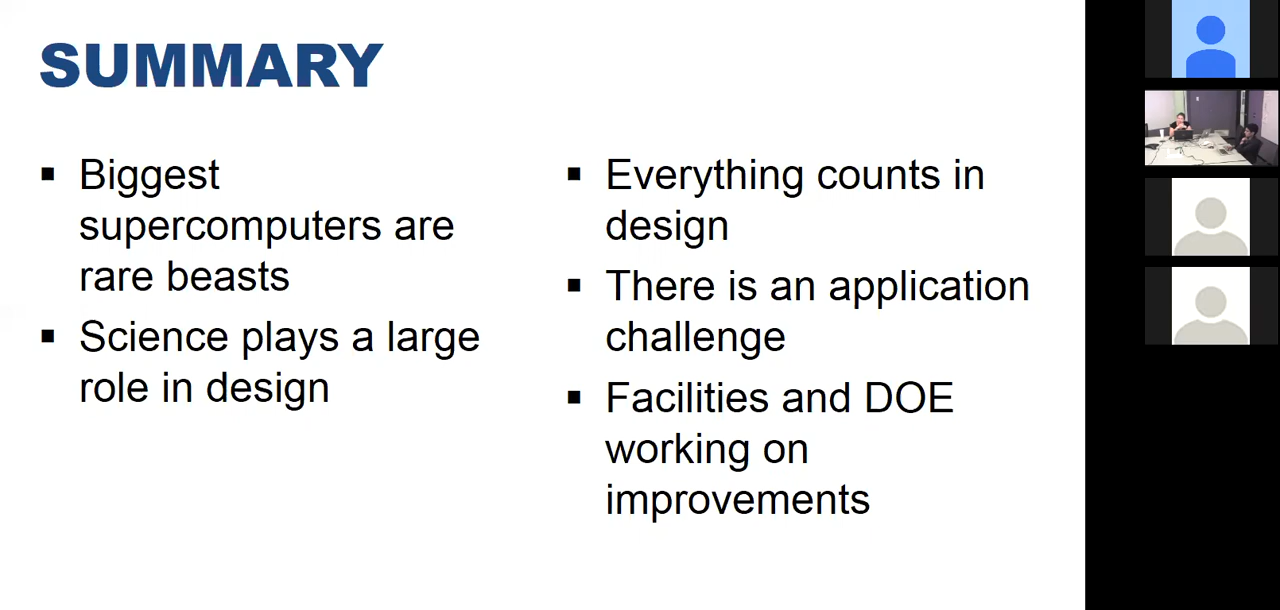 SUMMARY
▪ Biggest
supercomputers are
rare beasts
▪ Science plays a large
role in design
▪ Everything counts in
design
▪ There is an application
challenge
▪ Facilities and DOE
working on
improvements